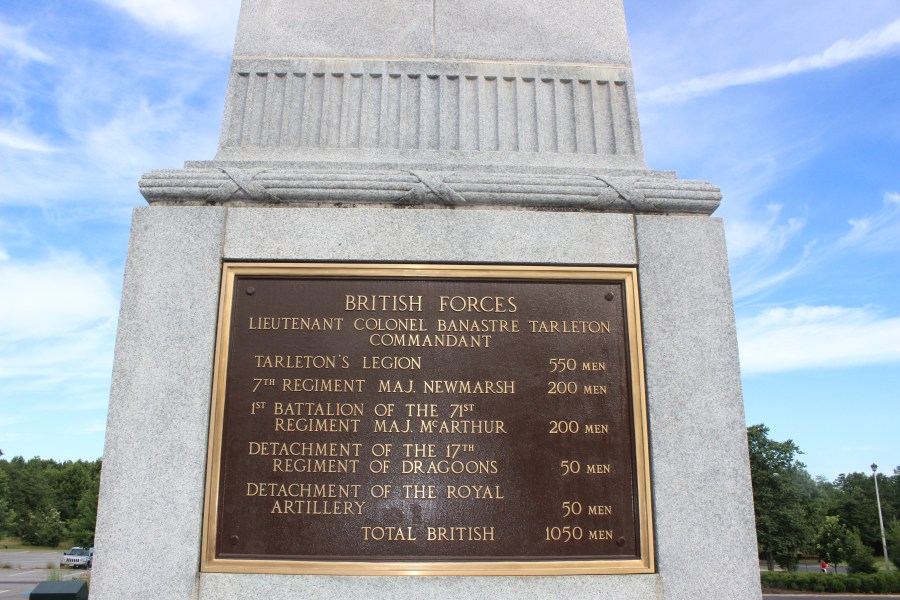 BRITISH FORCES
LIEUTENANT COLONEL BANASTRE TARLETON
COMMANDANT
TARLETON'S LEGION 550 MEN
7TH REGIMENT MAJ. NEWMARSH 200 MEN
1ST BATTALION OF THE 71ST
REGIMENT MAJ. McARTHUR 200 MEN
DETACHMENT OF THE 17TH
REGIMENT OF DRAGOONS 50 MEN
DETACHMENT OF THE ROYAL
ARTILLERY 50 MEN
TOTAL BRITISH 1050 MEN